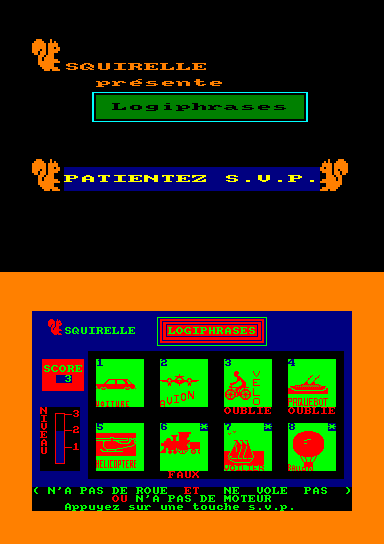 SQUIRELLE
présente
Logiphrases
PATIENTEZ S.V.P.
SQUIRELLE
LOGIPHRASES
SCORE
3
NIVEAU
3
2
1
1
VOITURE
2
AVION
3
VELO
OUBLIE
4
PAQUEBOT
OUBLIE
5
HELICOPTERE
6
FAUX
7
VOILIER
8
( N'A PAS DE ROUE ET NE VOLE PAS )
OU N'A PAS DE MOTEUR
Appuyez sur une touche s.v.p.